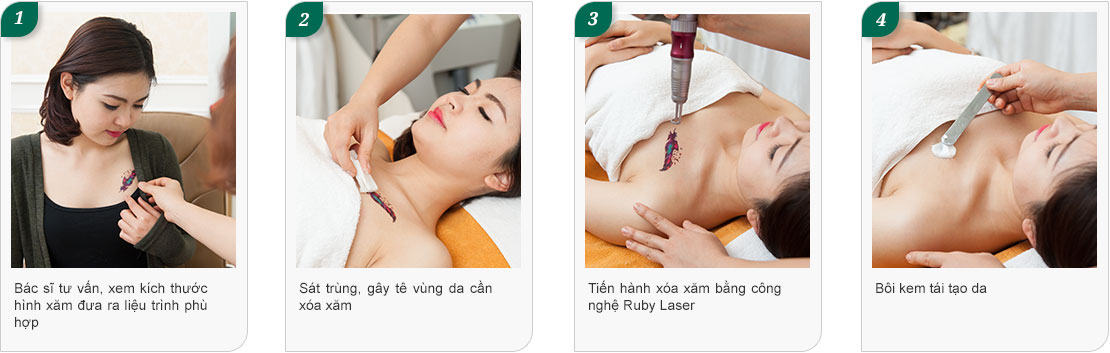 1
Bác sĩ tư vấn, xem kích thước
hình xăm đưa ra liệu trình phù
hợp
2
Sát trùng, gây tê vùng da cần
xóa xăm
3
Tiến hành xóa xăm bằng công
nghệ Ruby Laser
4
Bôi kem tái tạo da